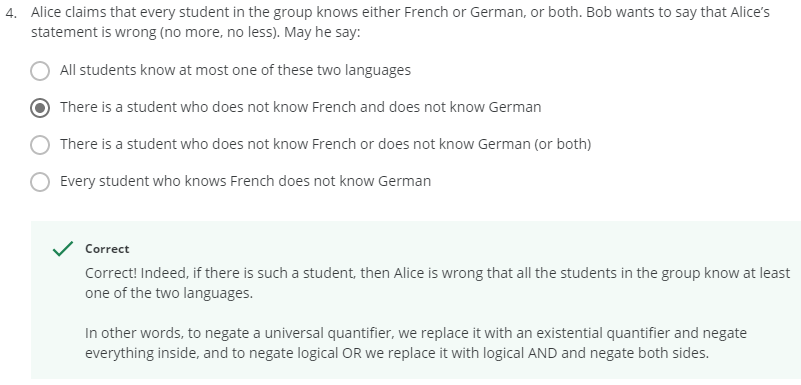 4. Alice claims that every student in the group knows either French or German, or both. Bob wants to say that Alice’s
statement is wrong (no more, no less). May he say:
All students know at most one of these two languages
There is a student who does not know French and does not know German
There is a student who does not know French or does not know German (or both)
Every student who knows French does not know German
Correct
Correct! Indeed, if there is such a student, then Alice is wrong that all the students in the group know at least
one of the two languages.
In other words, to negate a universal quantifier, we replace it with an existential quantifier and negate
everything inside, and to negate logical OR we replace it with logical AND and negate both sides.